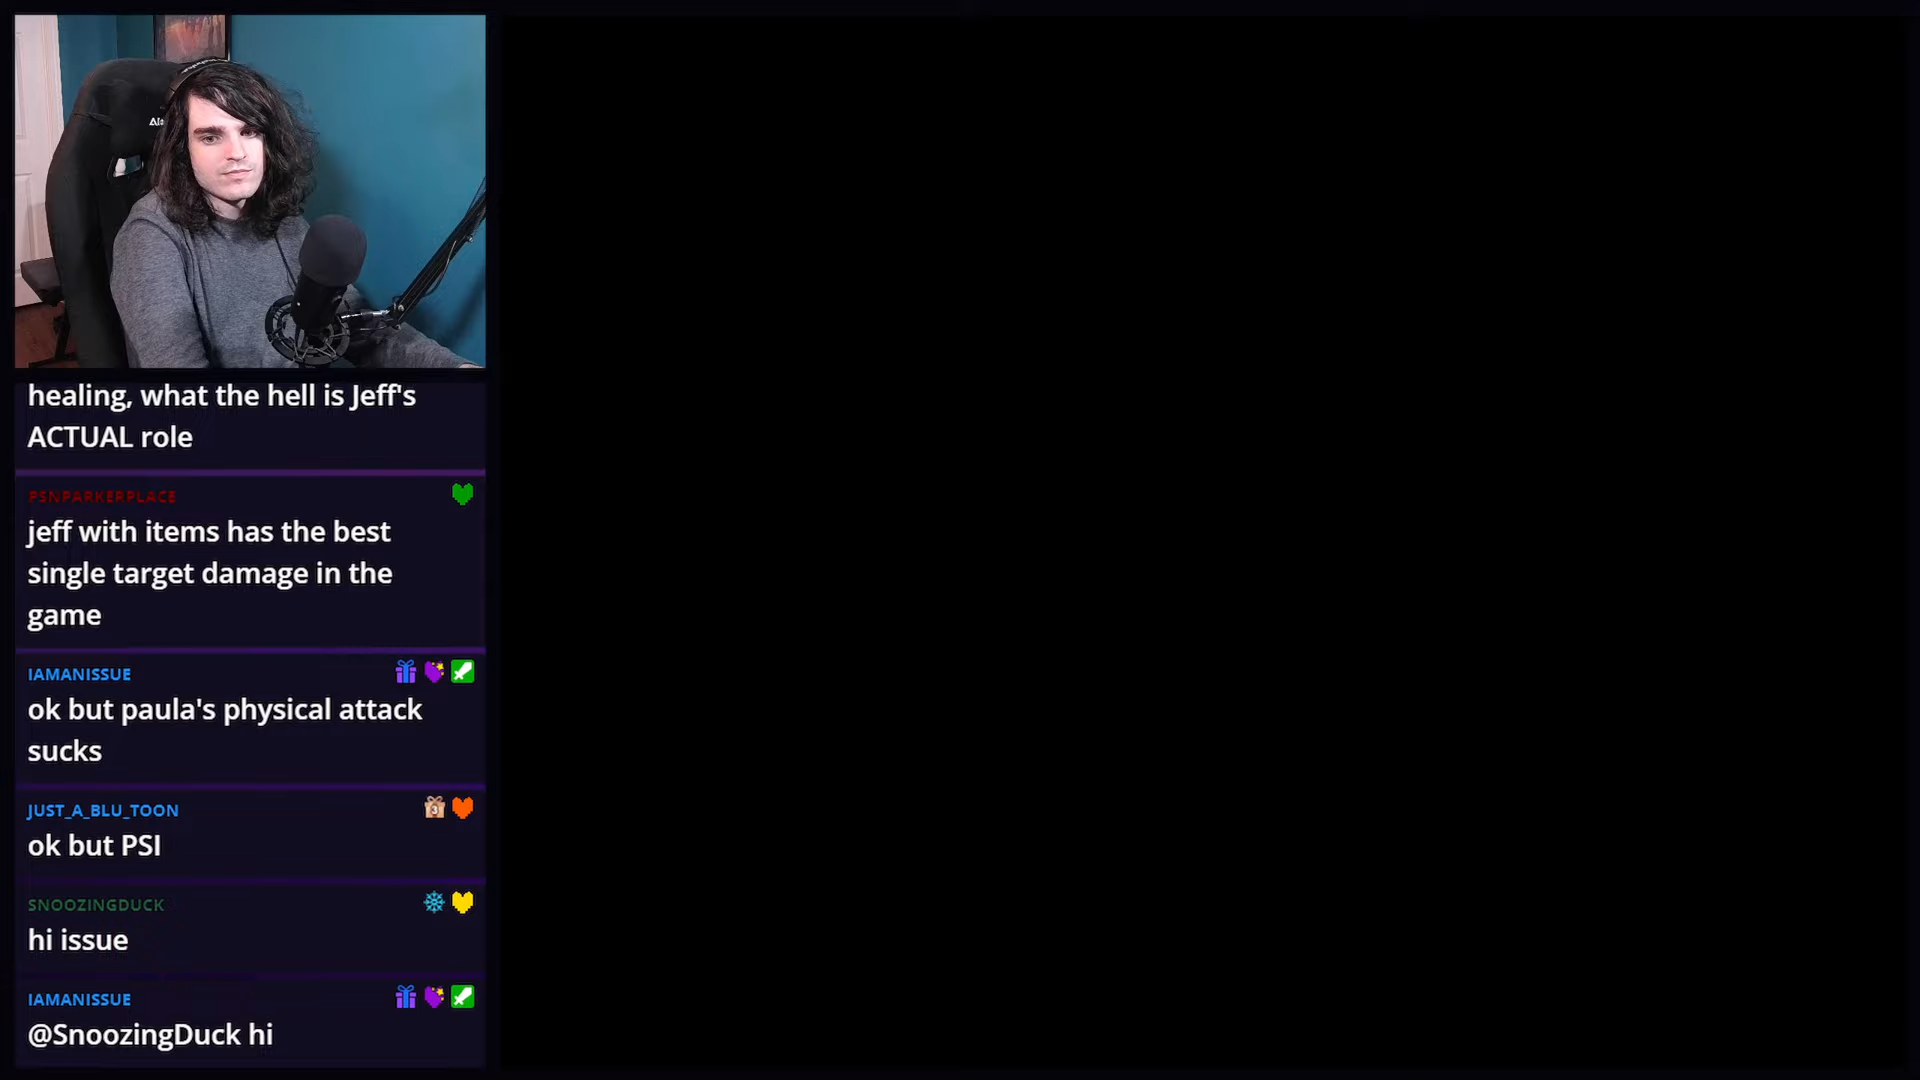 healing, what the hell is Jeff's
ACTUAL role
PSNPARKERPLACE
jeff with items has the best
single target damage in the
game
IAMANISSUE
ok but paula's physical attack
sucks
JUST_A_BLU_TOON
ok but PSI
SNOOZINGDUCK
hi issue
IAMANISSUE
@SnoozingDuck hi